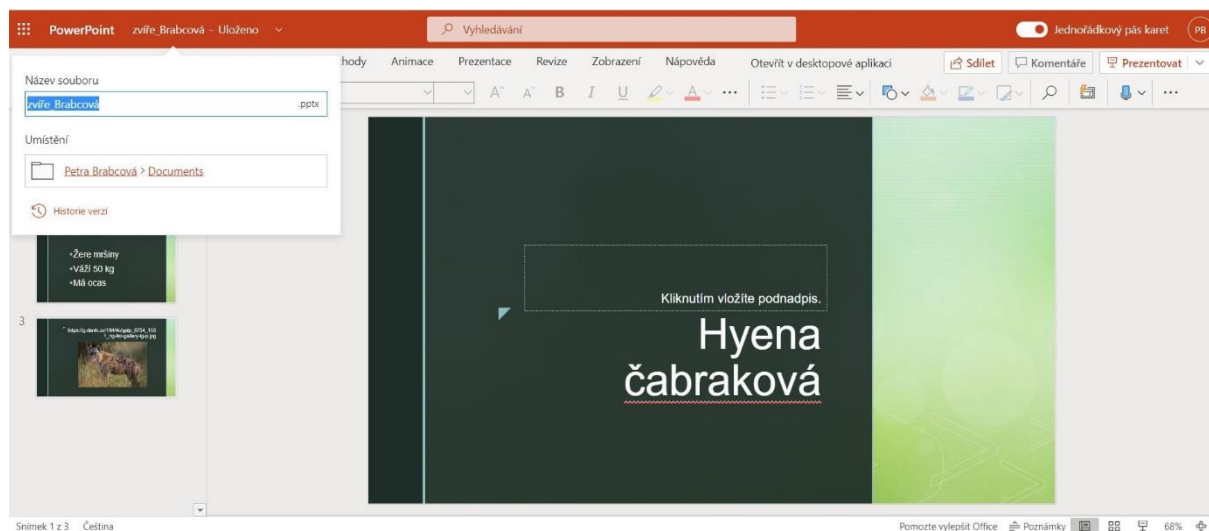 PowerPoint zvíře_Brabcová - Uloženo
Vyhledávání
Jednořádkový pás karet
PB
hody Animace Prezentace Revize Zobrazení Nápověda Otevřít v desktopové aplikaci Sdílet Komentáře Prezentovat
Název souboru
zvíře_Brabcová .pptx
Umístění
Petra Brabcová > Documents
Historie verzí
A^ A˅ B I U A ...
•Žere mršiny
•Váží 50 kg
•Má ocas
3
Kliknutím vložíte podnadpis.
Hyena
čabraková
Snímek 1 z 3 Čeština
Pomozte vylepšit Office Poznámky 68%